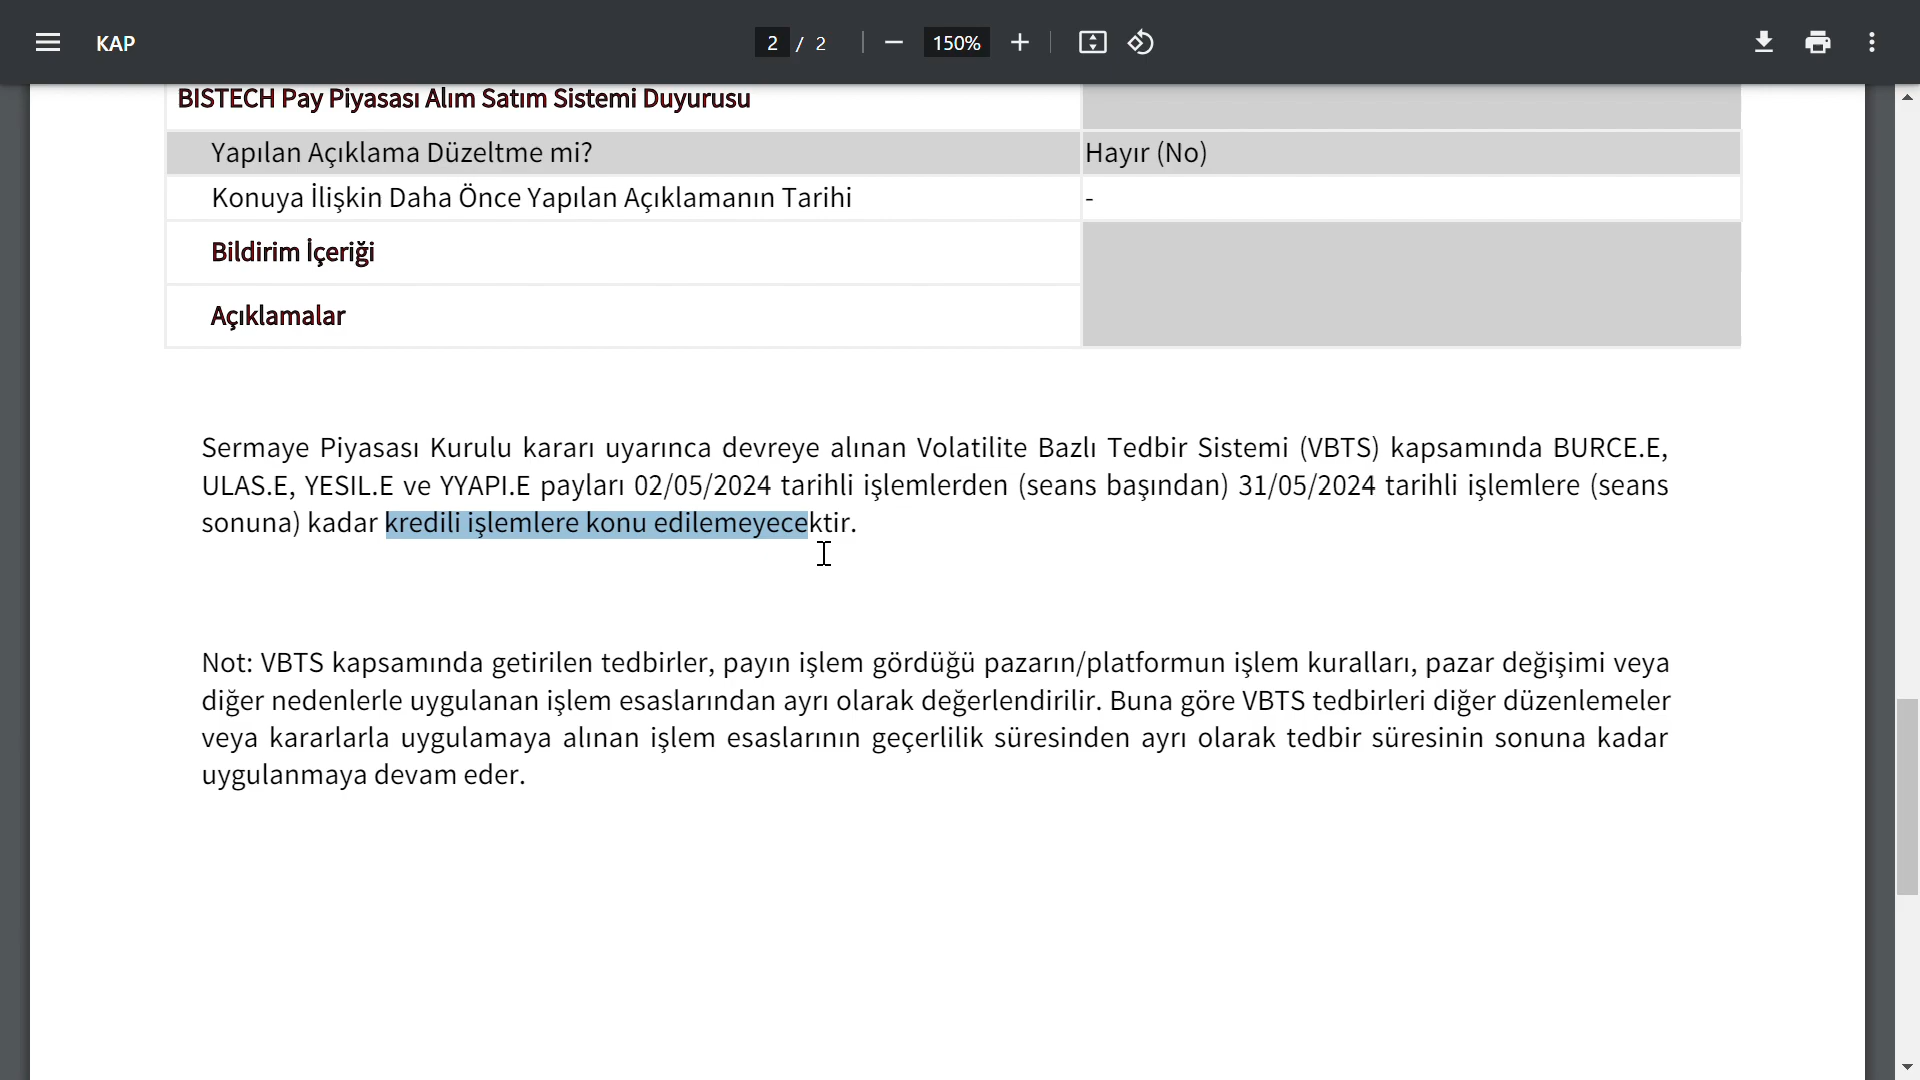 KAP
2 / 2
150%
BISTECH Pay Piyasası Alım Satım Sistemi Duyurusu
Yapılan Açıklama Düzeltme mi? Hayır (No)
Konuya İlişkin Daha Önce Yapılan Açıklamanın Tarihi -
Bildirim İçeriği
Açıklamalar
Sermaye Piyasası Kurulu kararı uyarınca devreye alınan Volatilite Bazlı Tedbir Sistemi (VBTS) kapsamında BURCE.E,
ULAS.E, YESIL.E ve YYAPI.E payları 02/05/2024 tarihli işlemlerden (seans başından) 31/05/2024 tarihli işlemlere (seans
sonuna) kadar kredili işlemlere konu edilemeyecektir.
Not: VBTS kapsamında getirilen tedbirler, payın işlem gördüğü pazarın/platformun işlem kuralları, pazar değişimi veya
diğer nedenlerle uygulanan işlem esaslarından ayrı olarak değerlendirilir. Buna göre VBTS tedbirleri diğer düzenlemeler
veya kararlarla uygulamaya alınan işlem esaslarının geçerlilik süresinden ayrı olarak tedbir süresinin sonuna kadar
uygulanmaya devam eder.